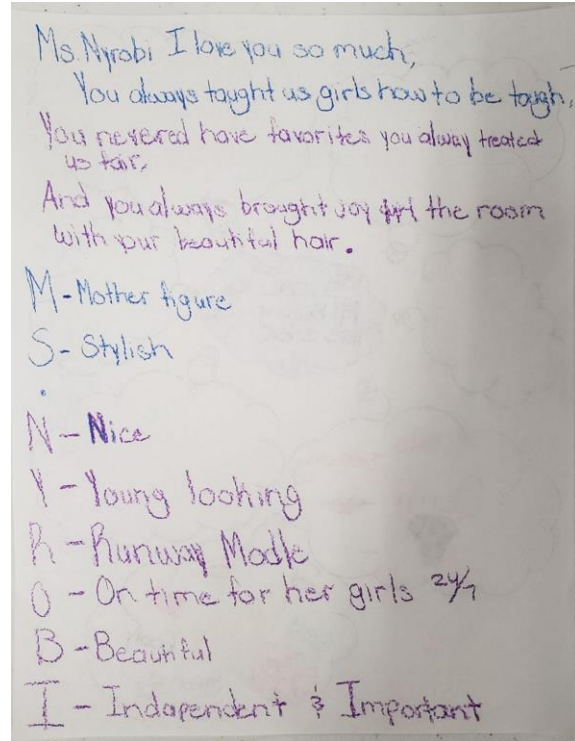 Ms. Nyrobi I love you so much,
You always taught us girls how to be tough,
You nevered have favorites you alway treated
us fair,
And you always brought joy the room
with your beautiful hair.
M - Mother figure
S - Stylish
.
N - Nice
Y - Young looking
R - Runway Modle
O - On time for her girls 24/7
B - Beautiful
I - Indapendent & Important